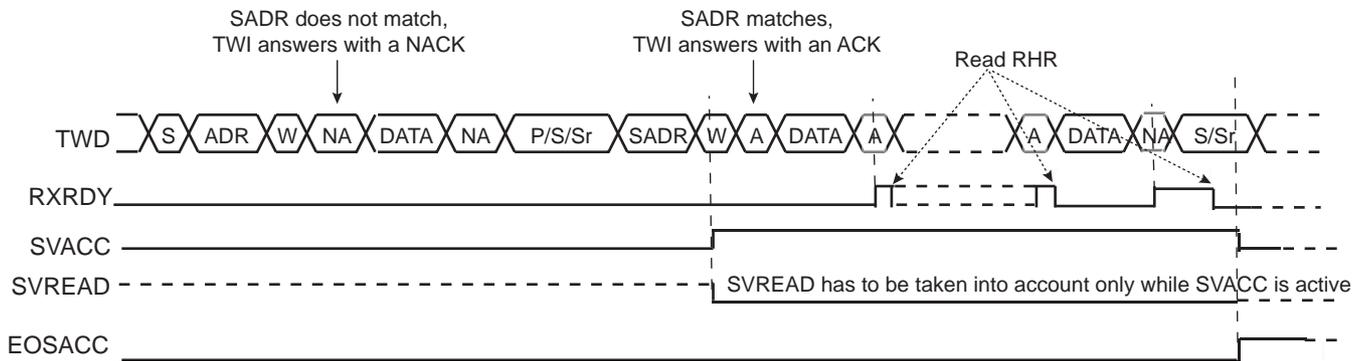 SADR does not match,
TWI answers with a NACK
SADR matches,
TWI answers with an ACK
Read RHR
TWD S ADR W NA DATA NA P/S/Sr SADR W A DATA A A DATA NA S/Sr
RXRDY
SVACC
SVREAD SVREAD has to be taken into account only while SVACC is active
EOSACC